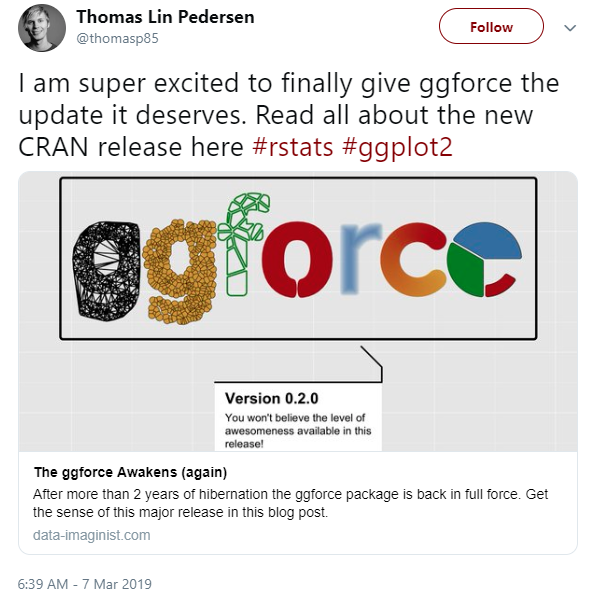 Thomas Lin Pedersen
@thomasp85
Follow
I am super excited to finally give ggforce the
update it deserves. Read all about the new
CRAN release here #rstats #ggplot2
ggforce
Version 0.2.0
You won't believe the level of
awesomeness available in this
release!
The ggforce Awakens (again)
After more than 2 years of hibernation the ggforce package is back in full force. Get
the sense of this major release in this blog post.
data-imaginist.com
6:39 AM - 7 Mar 2019